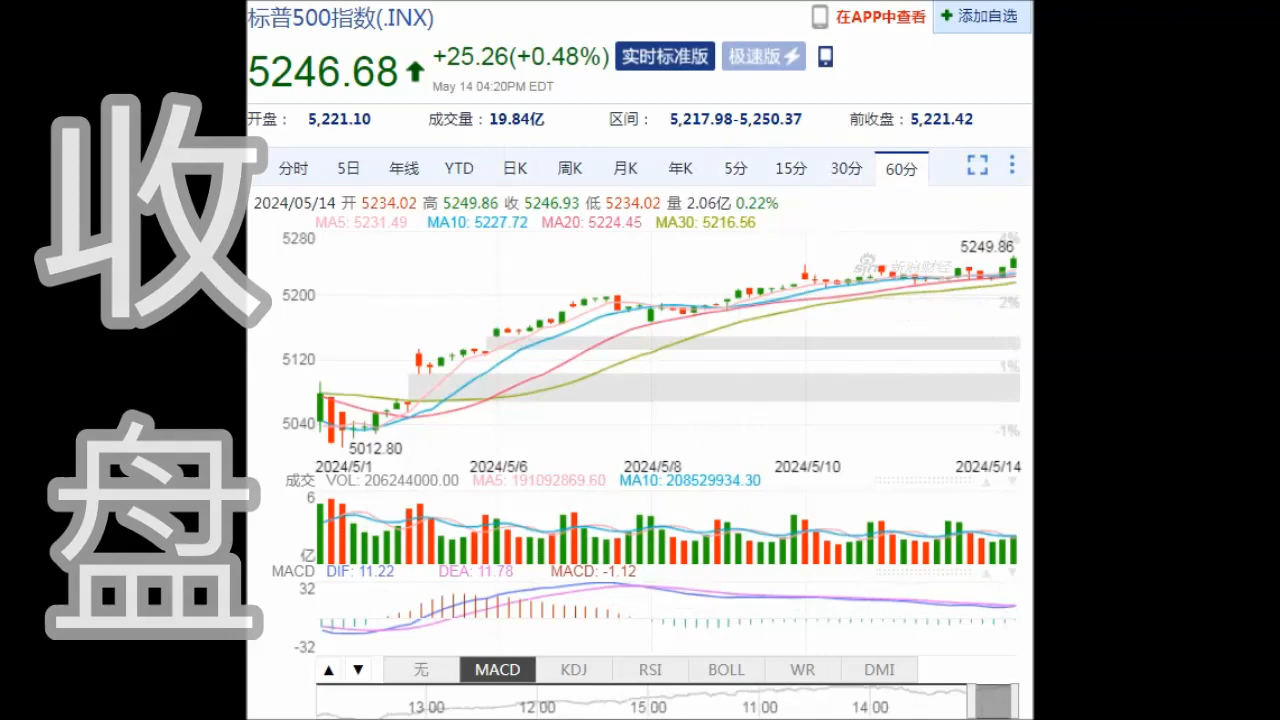 标普500指数(.INX)
在APP中查看
添加自选
5246.68
+25.26(+0.48%)
实时标准版
极速版
May 14 04:20PM EDT
开盘： 5,221.10 成交量：19.84亿 区间： 5,217.98-5,250.37 前收盘：5,221.42
分时 5日 年线 YTD 日K 周K 月K 年K 5分 15分 30分 60分
2024/05/14 开 5234.02 高 5249.86 收 5246.93 低 5234.02 量 2.06亿 0.22%
MA5: 5231.49 MA10: 5227.72 MA20: 5224.45 MA30: 5216.56
5280
4%
5249.86
sina 新浪财经
5200
2%
5120
1%
5040
-1%
5012.80
2024/5/1 2024/5/6 2024/5/8 2024/5/10 2024/5/14
成交 VOL: 206244000.00 MA5: 191092869.60 MA10: 208529934.30
6
亿
MACD DIF: 11.22 DEA: 11.78 MACD: -1.12
32
-32
▲ ▼ 无 MACD KDJ RSI BOLL WR DMI
13:00 12:00 15:00 11:00 14:00
收
盘